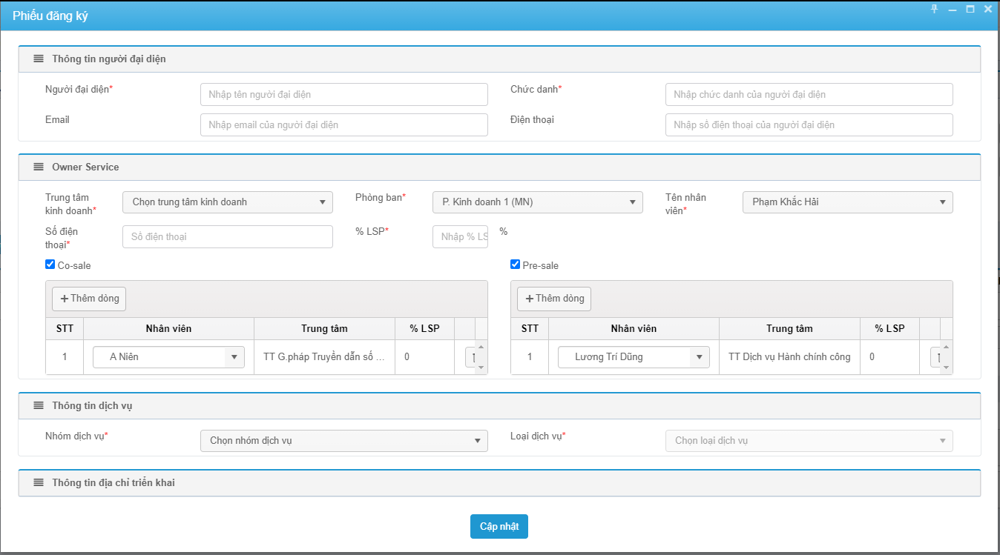 Phiếu đăng ký
Thông tin người đại diện
Người đại diện* Nhập tên người đại diện Chức danh* Nhập chức danh của người đại diện
Email Nhập email của người đại diện Điện thoại Nhập số điện thoại của người đại diện
Owner Service
Trung tâm kinh doanh* Chọn trung tâm kinh doanh Phòng ban* P. Kinh doanh 1 (MN) Tên nhân viên* Phạm Khắc Hải
Số điện thoại* Số điện thoại % LSP* Nhập % LS %
Co-sale Pre-sale
Thêm dòng Thêm dòng
STT Nhân viên Trung tâm % LSP STT Nhân viên Trung tâm % LSP
1 A Niên TT G.pháp Truyền dẫn số ... 0 1 Lương Trí Dũng TT Dịch vụ Hành chính công 0
Thông tin dịch vụ
Nhóm dịch vụ* Chọn nhóm dịch vụ Loại dịch vụ* Chọn loại dịch vụ
Thông tin địa chỉ triển khai
Cập nhật